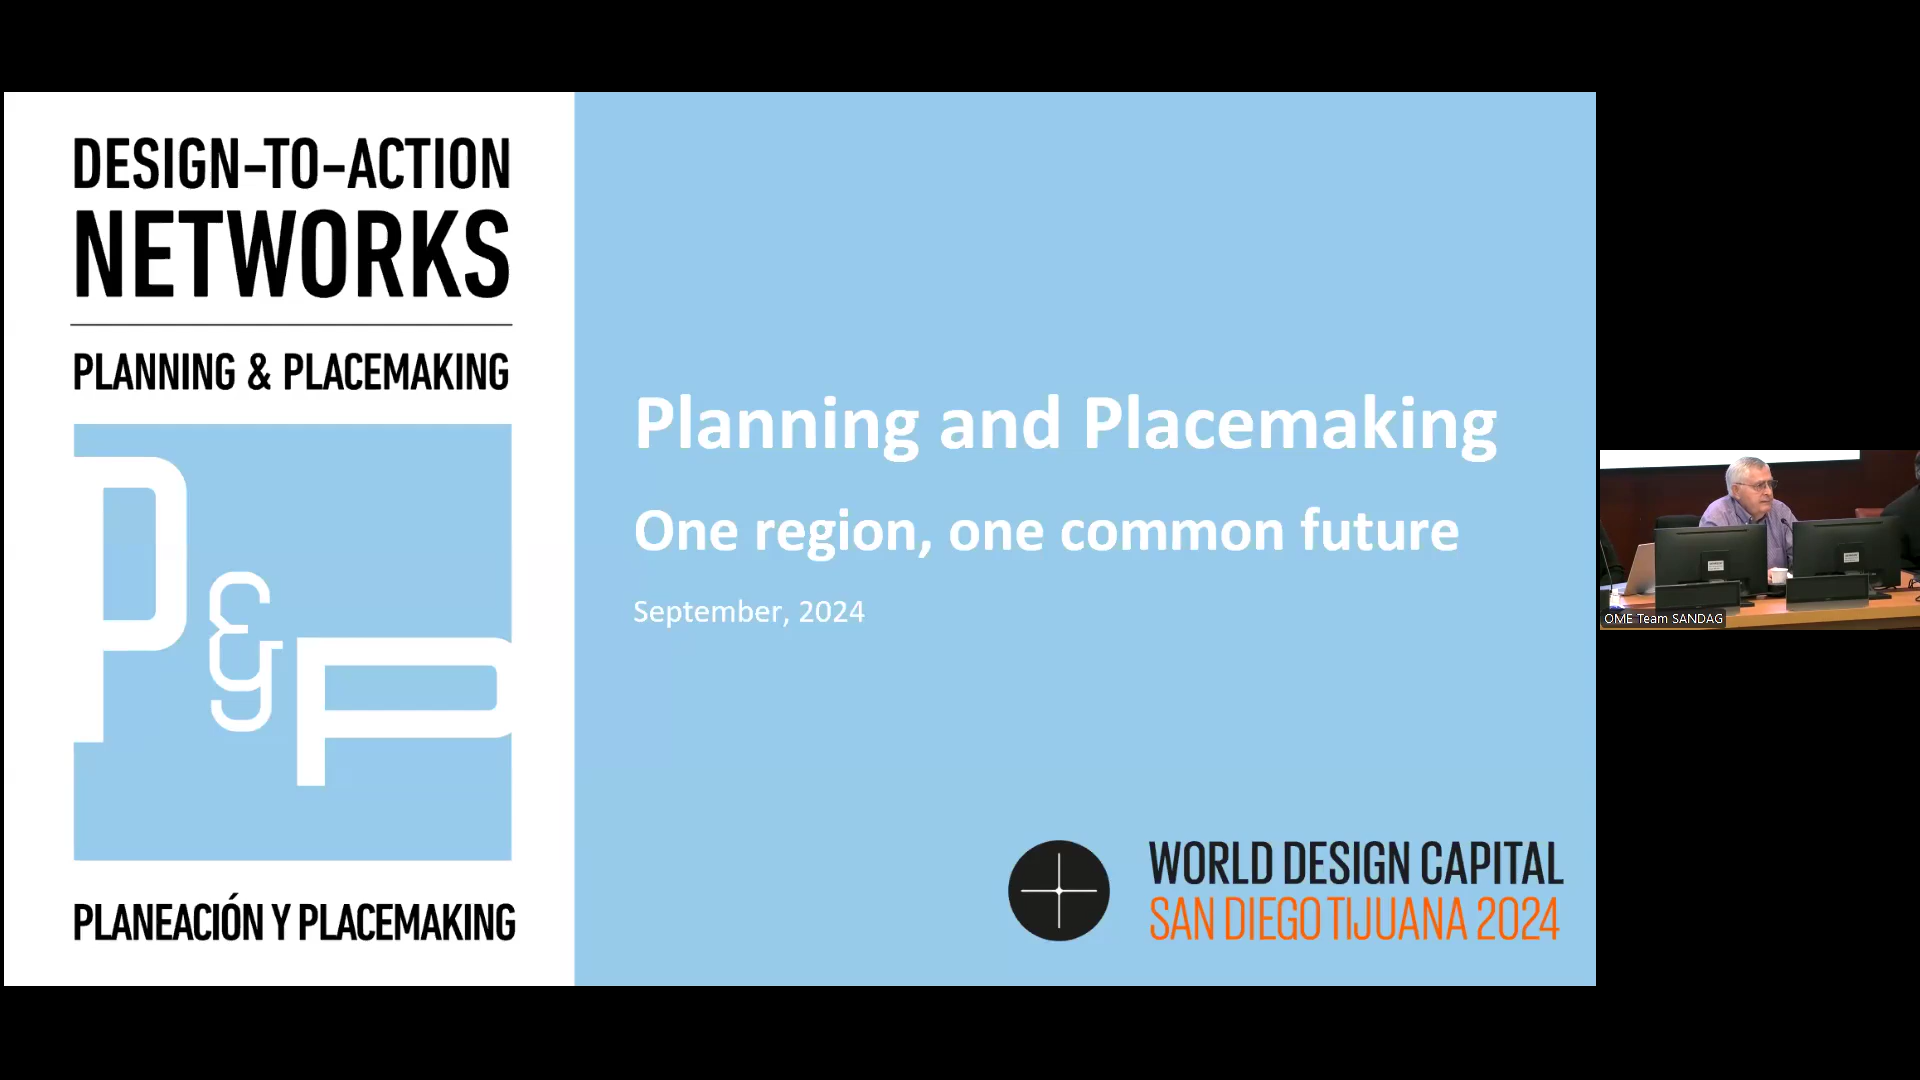 DESIGN-TO-ACTION
NETWORKS
PLANNING & PLACEMAKING
P&P
PLANEACIÓN Y PLACEMAKING
Planning and Placemaking
One region, one common future
September, 2024
WORLD DESIGN CAPITAL
SAN DIEGO TIJUANA 2024
OME Team SANDAG